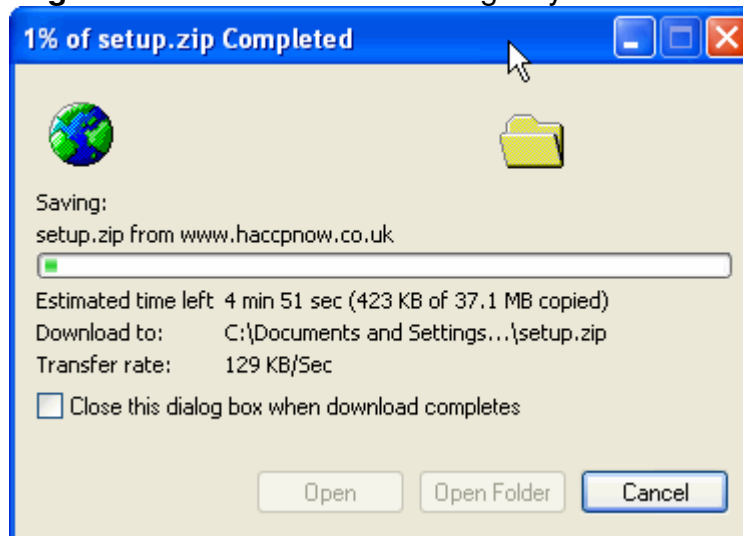 1% of setup.zip Completed
Saving:
setup.zip from www.haccpnow.co.uk
Estimated time left 4 min 51 sec (423 KB of 37.1 MB copied)
Download to: C:\Documents and Settings...\setup.zip
Transfer rate: 129 KB/Sec
Close this dialog box when download completes
Open Open Folder Cancel